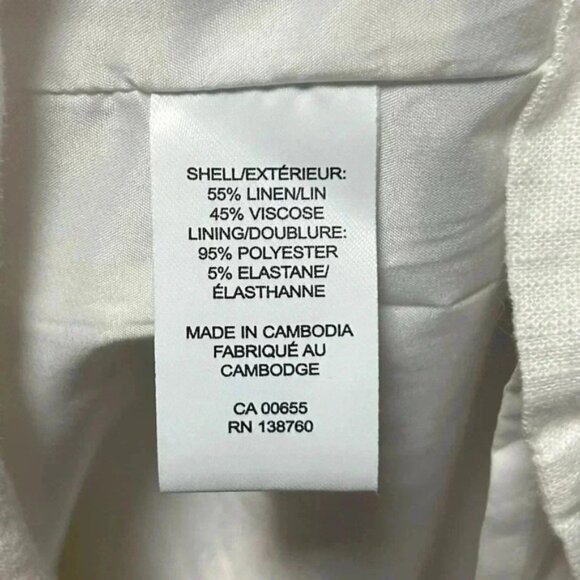 SHELL/EXTÉRIEUR:
55% LINEN/LIN
45% VISCOSE
LINING/DOUBLURE:
95% POLYESTER
5% ELASTANE/
ÉLASTHANNE
MADE IN CAMBODIA
FABRIQUÉ AU
CAMBODGE
CA 00655
RN 138760